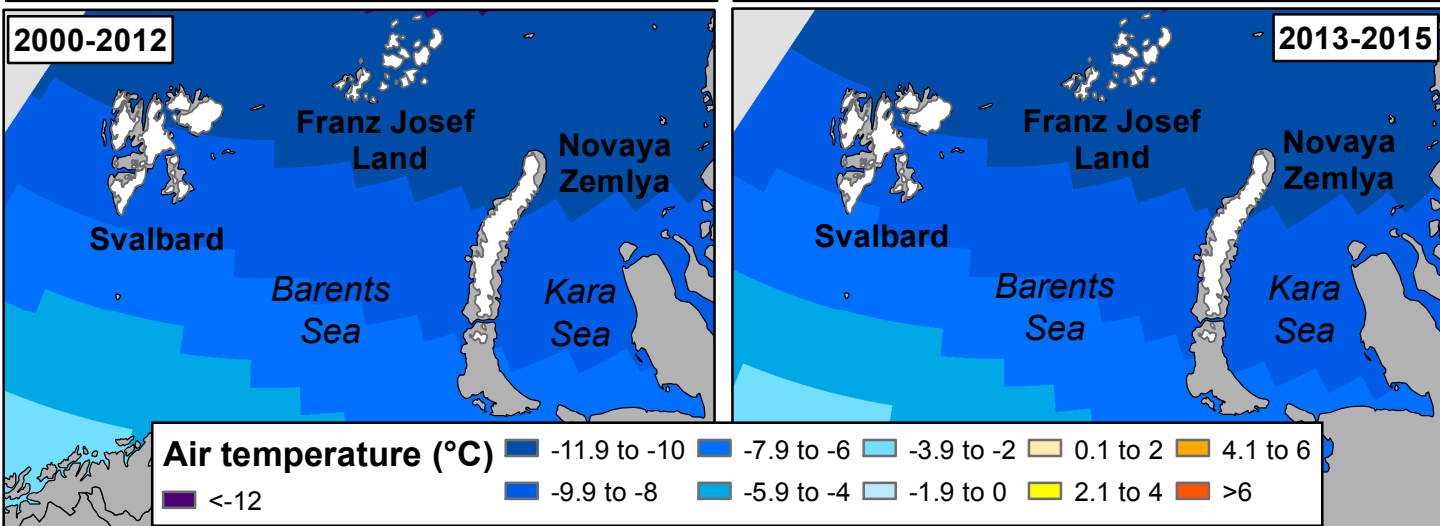 2000-2012
Franz Josef
Land
Novaya
Zemlya
Svalbard
Barents
Sea
Kara
Sea
2013-2015
Franz Josef
Land
Novaya
Zemlya
Svalbard
Barents
Sea
Kara
Sea
Air temperature (°C)
<-12
-11.9 to -10
-9.9 to -8
-7.9 to -6
-5.9 to -4
-3.9 to -2
-1.9 to 0
0.1 to 2
2.1 to 4
4.1 to 6
>6